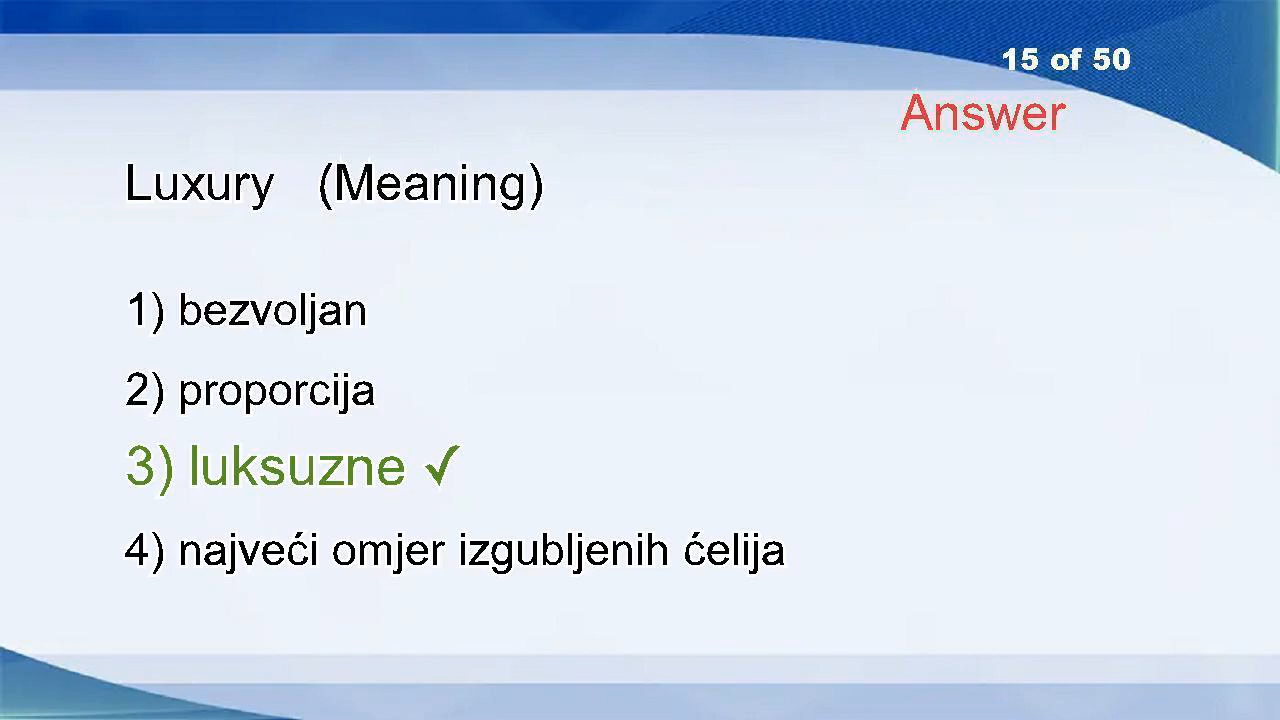 15 of 50
Answer
Luxury (Meaning)
1) bezvoljan
2) proporcija
3) luksuzne ✓
4) najveći omjer izgubljenih ćelija